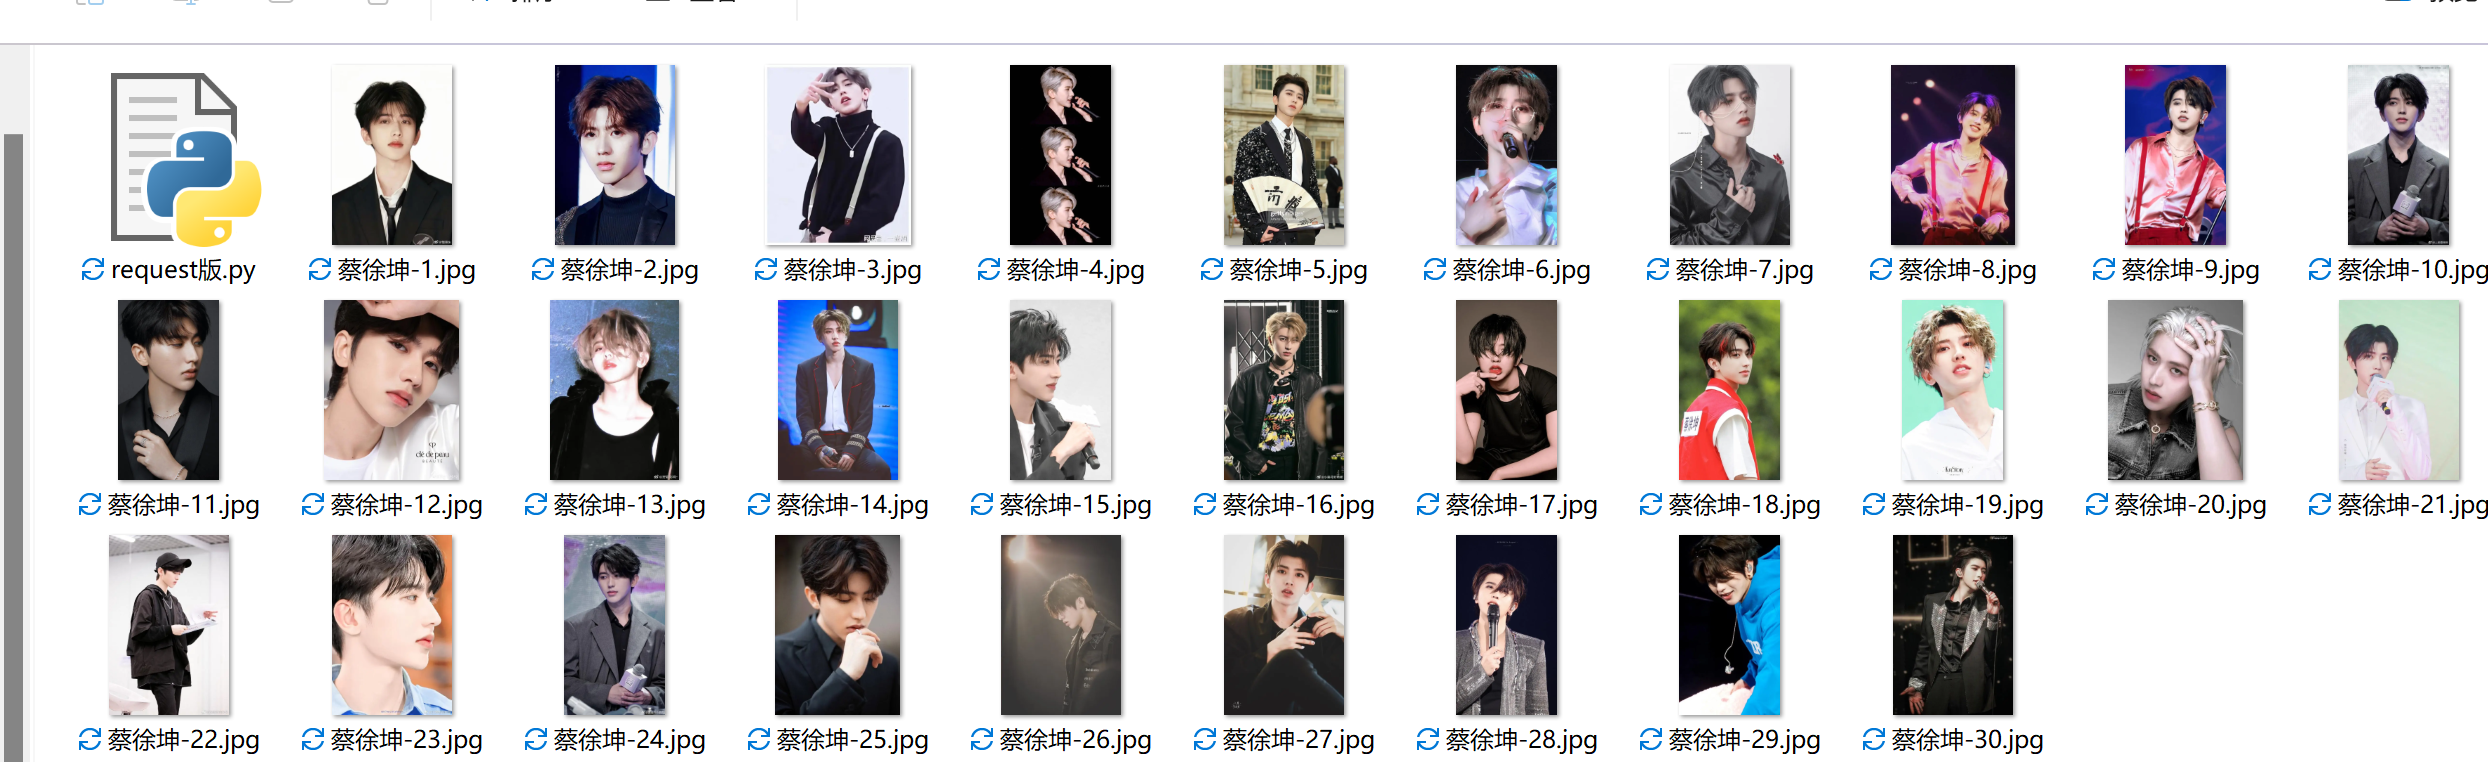 request版.py 蔡徐坤-1.jpg 蔡徐坤-2.jpg 蔡徐坤-3.jpg 蔡徐坤-4.jpg 蔡徐坤-5.jpg 蔡徐坤-6.jpg 蔡徐坤-7.jpg 蔡徐坤-8.jpg 蔡徐坤-9.jpg 蔡徐坤-10.jpg
clé de peau
BEAUTÉ
蔡徐坤-11.jpg 蔡徐坤-12.jpg 蔡徐坤-13.jpg 蔡徐坤-14.jpg 蔡徐坤-15.jpg 蔡徐坤-16.jpg 蔡徐坤-17.jpg 蔡徐坤-18.jpg 蔡徐坤-19.jpg 蔡徐坤-20.jpg 蔡徐坤-21.jpg
蔡徐坤-22.jpg 蔡徐坤-23.jpg 蔡徐坤-24.jpg 蔡徐坤-25.jpg 蔡徐坤-26.jpg 蔡徐坤-27.jpg 蔡徐坤-28.jpg 蔡徐坤-29.jpg 蔡徐坤-30.jpg